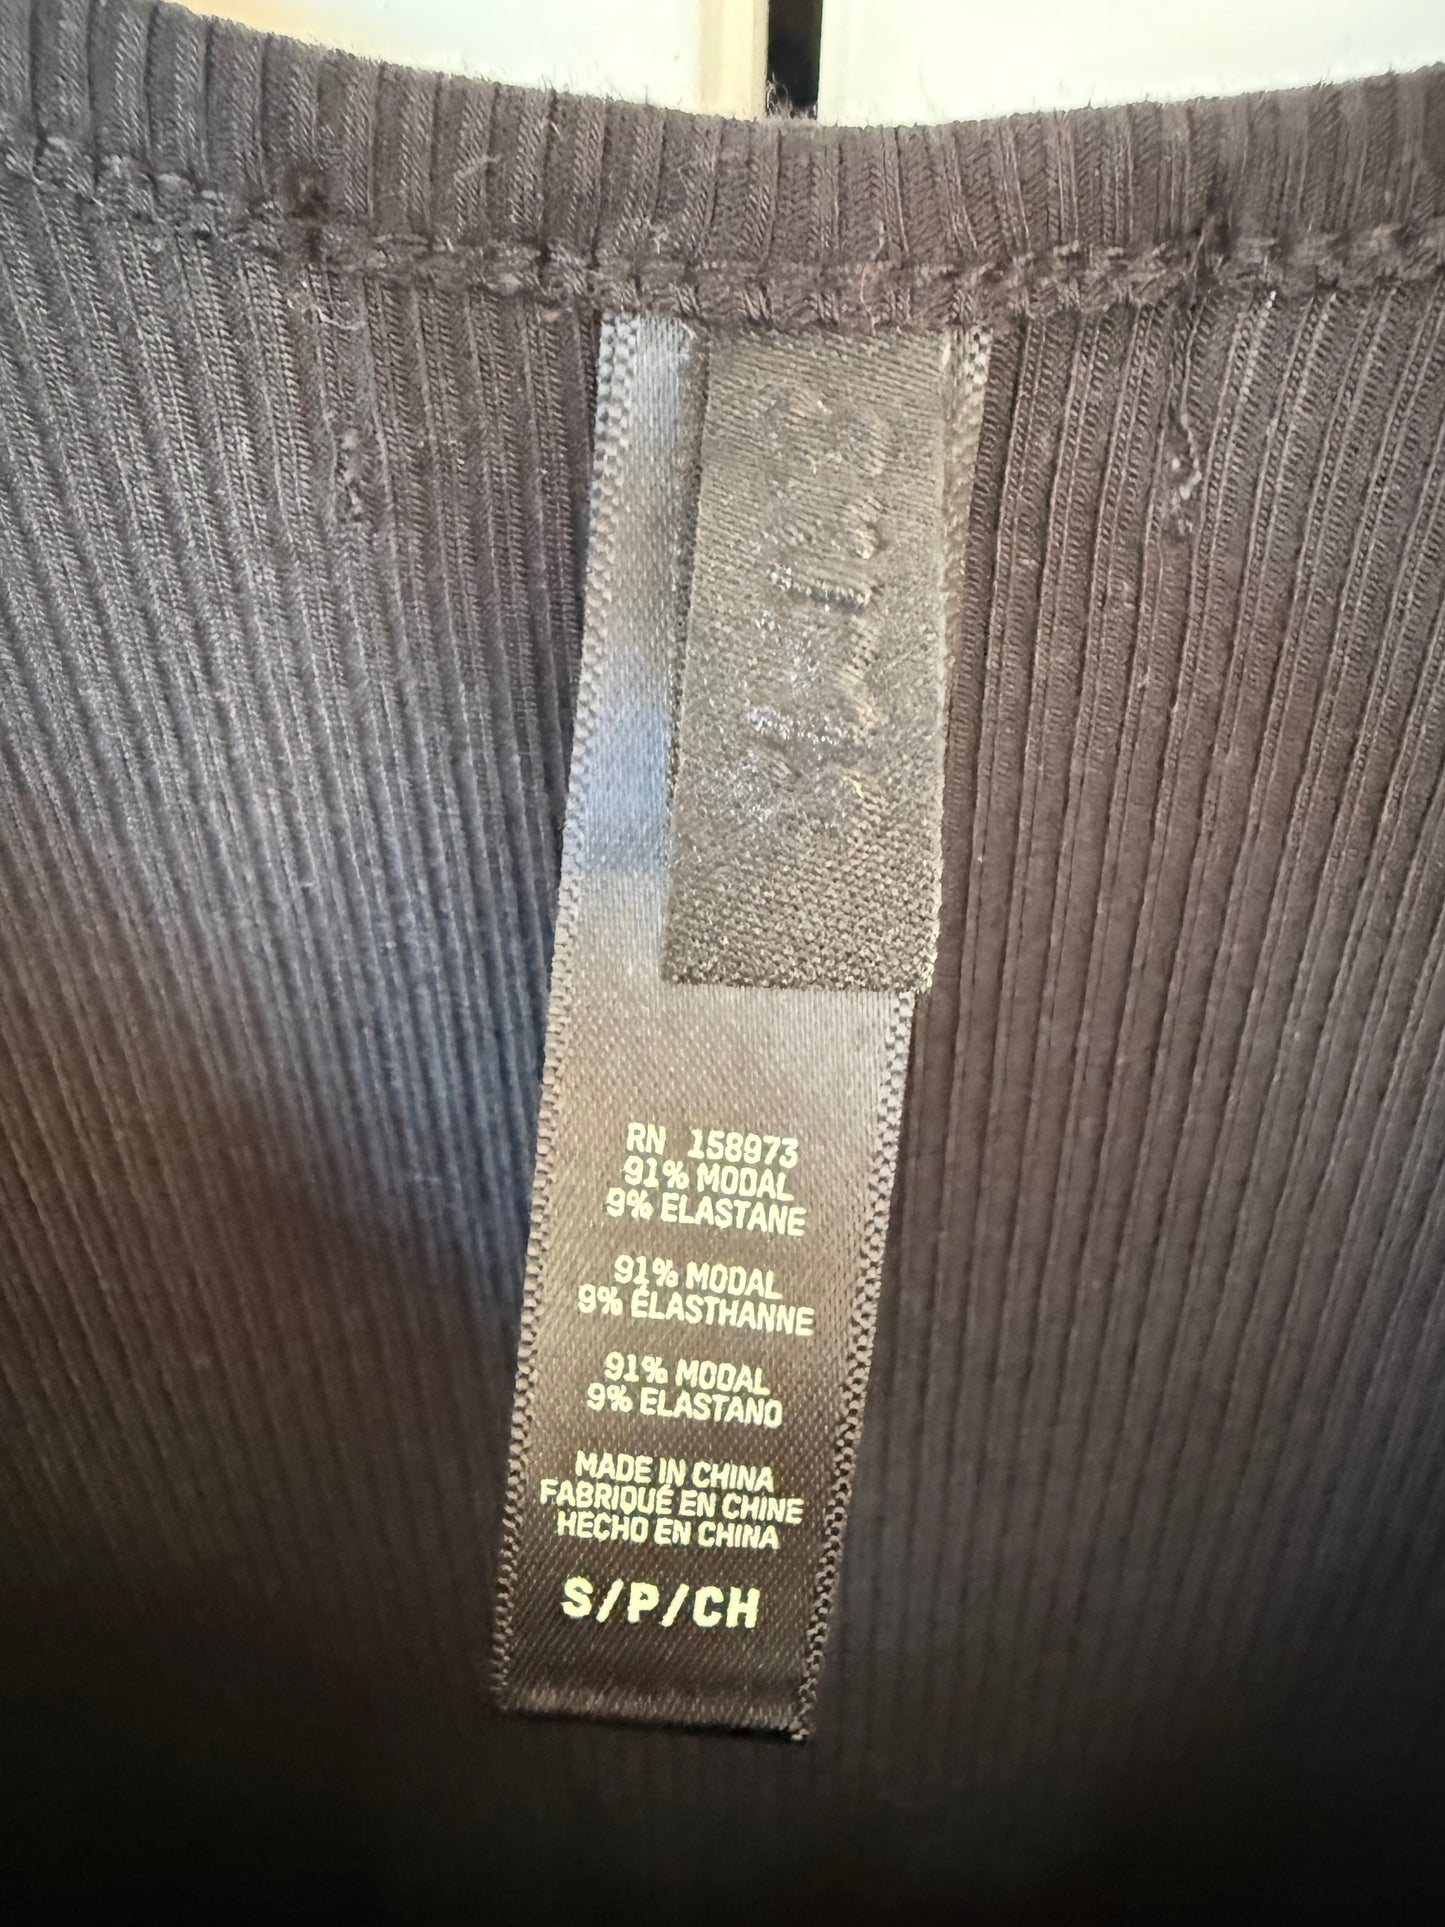 RN 158973
91% MODAL
9% ELASTANE
91% MODAL
9% ÉLASTHANNE
91% MODAL
9% ELASTANO
MADE IN CHINA
FABRIQUÉ EN CHINE
HECHO EN CHINA
S/P/CH